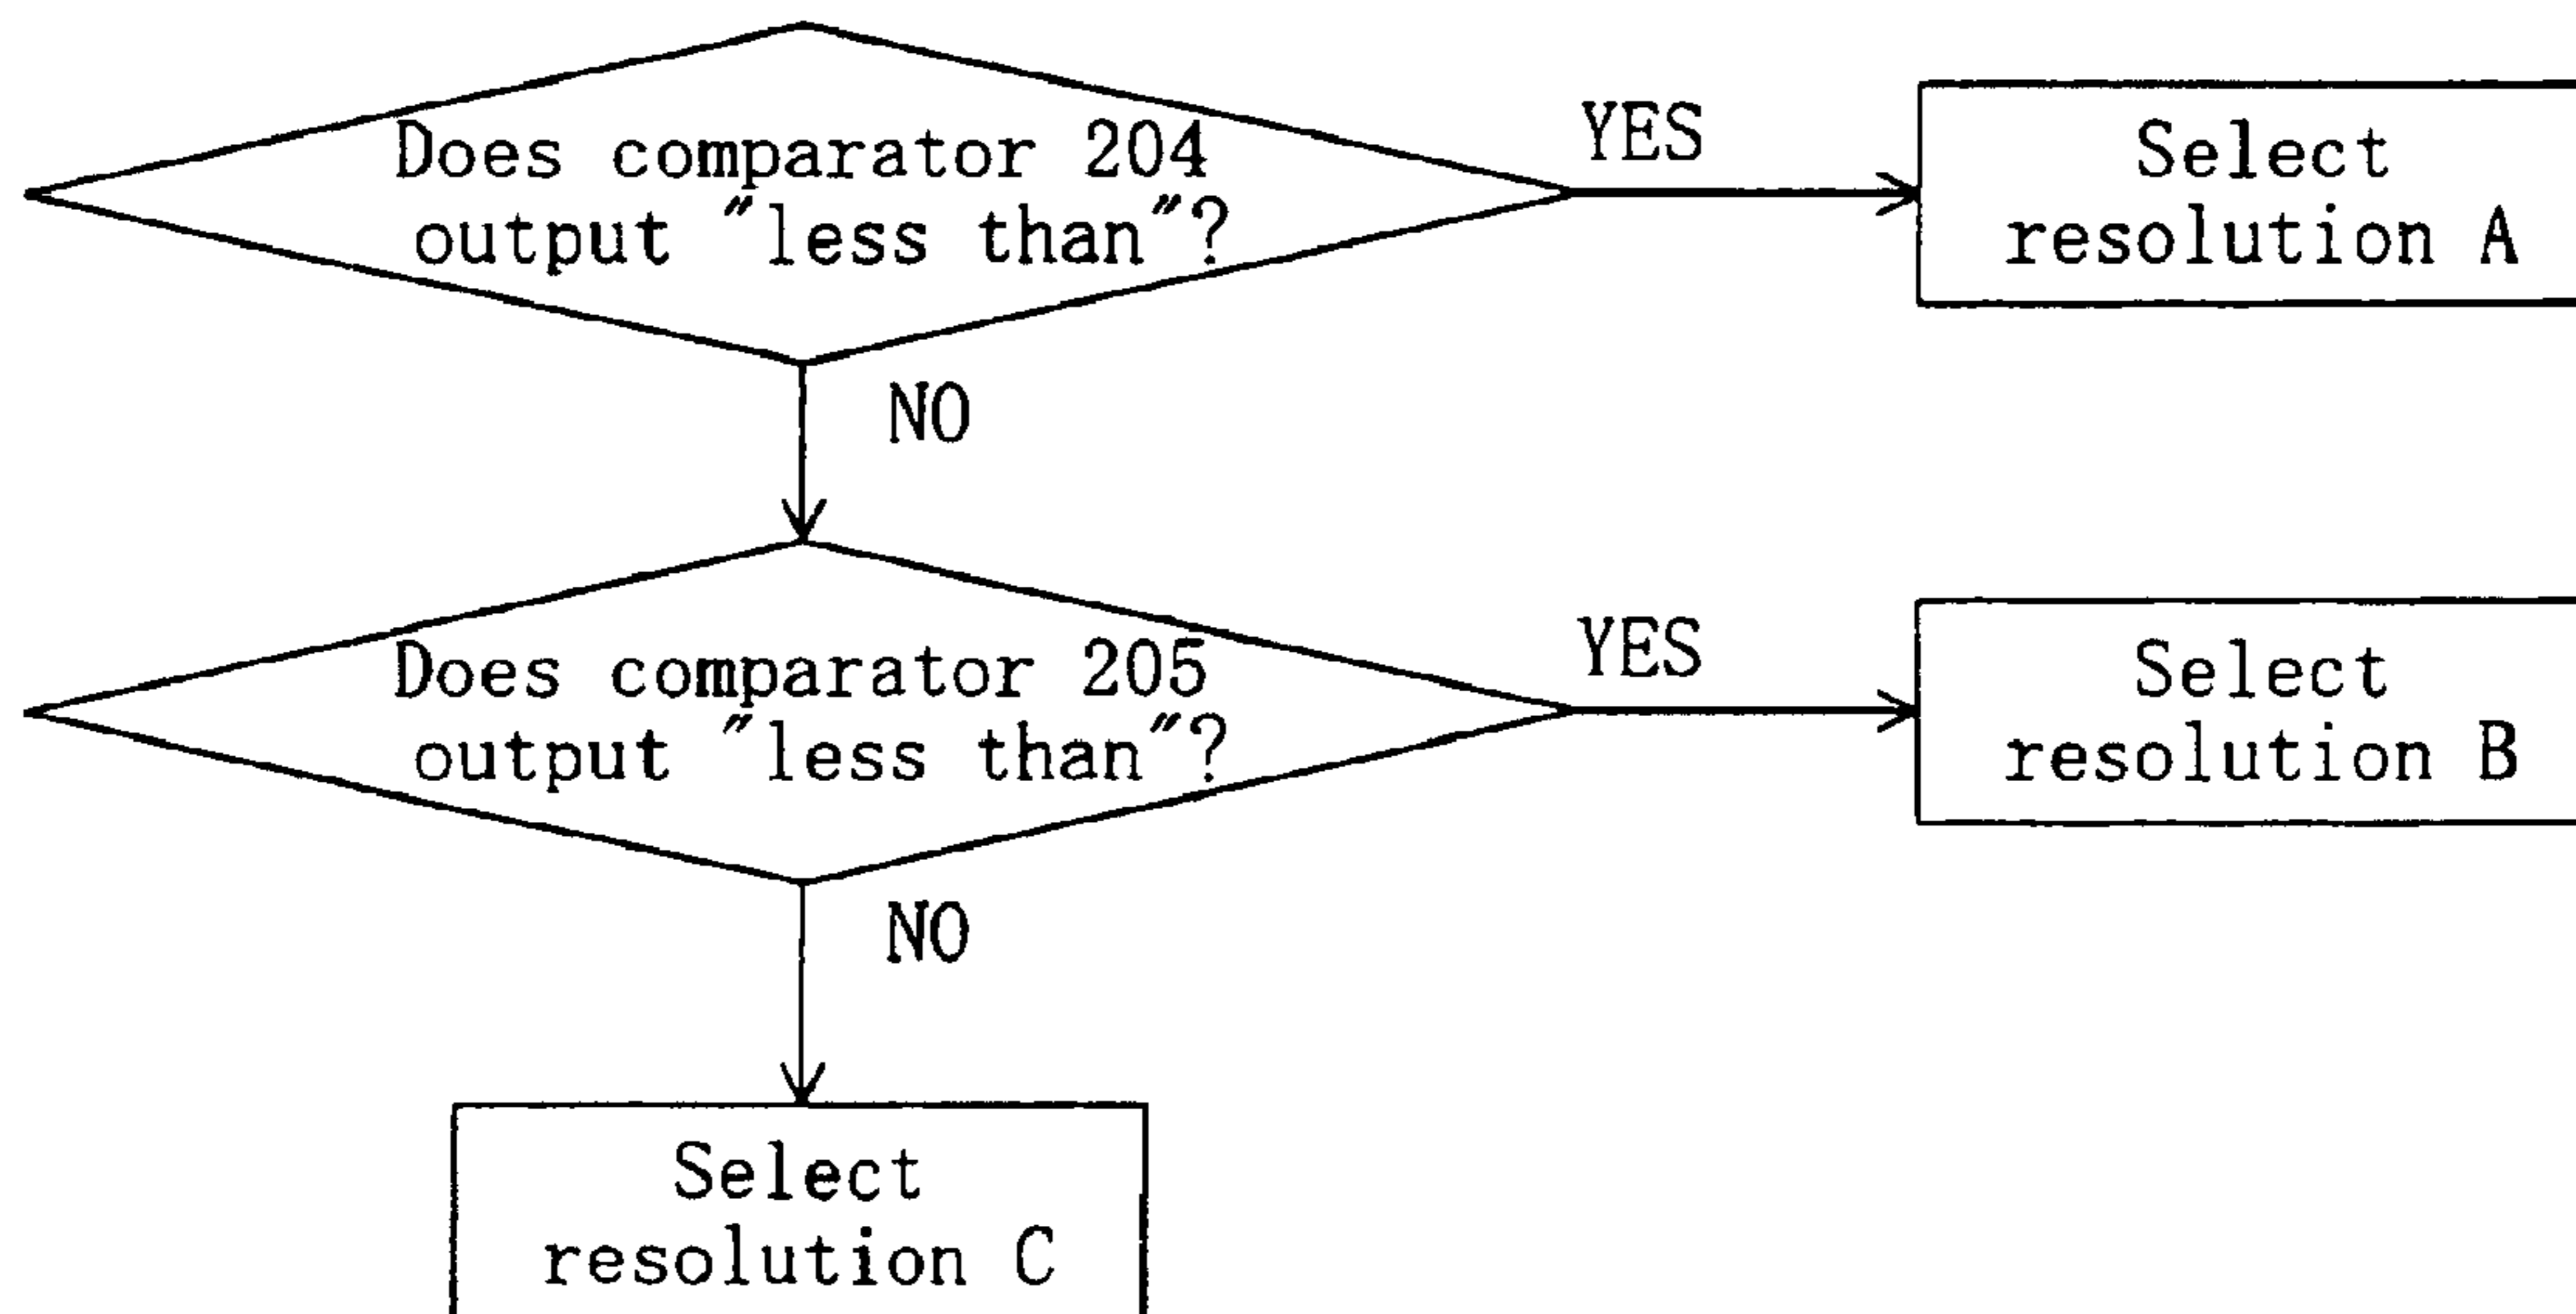 Does comparator 204
output "less than"?
YES
Select
resolution A
NO
Does comparator 205
output "less than"?
YES
Select
resolution B
NO
Select
resolution C